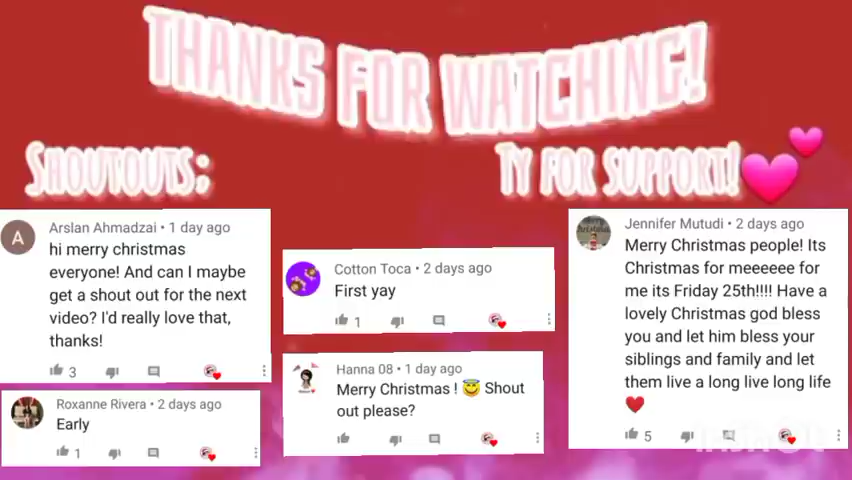 THANKS FOR WATCHING!
SHOUTOUTS;
TY FOR SUPPORT!💕
A
Arslan Ahmadzai • 1 day ago
hi merry christmas
everyone! And can I maybe
get a shout out for the next
video? I'd really love that,
thanks!
3
Roxanne Rivera • 2 days ago
Early
1
Cotton Toca • 2 days ago
First yay
1
Hanna 08 • 1 day ago
Merry Christmas ! 😇 Shout
out please?
Jennifer Mutudi • 2 days ago
Merry Christmas people! Its
Christmas for meeeeee for
me its Friday 25th!!!! Have a
lovely Christmas god bless
you and let him bless your
siblings and family and let
them live a long live long life
❤️
5
InShOt